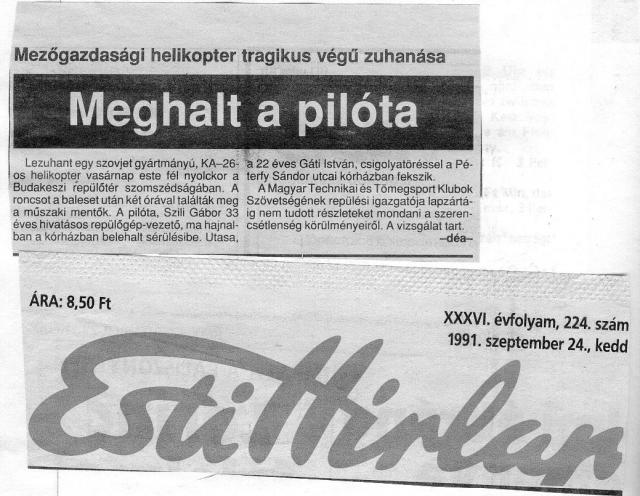 Mezőgazdasági helikopter tragikus végű zuhanása
Meghalt a pilóta
Lezuhant egy szovjet gyártmányú, KA–26-
os helikopter vasárnap este fél nyolckor a
Budakeszi repülőtér szomszédságában. A
roncsot a baleset után két órával találták meg
a műszaki mentők. A pilóta, Szili Gábor 33
éves hivatásos repülőgép-vezető, ma hajnal-
ban a kórházban belehalt sérülésibe. Utasa,
a 22 éves Gáti István, csigolyatöréssel a Pé-
terfy Sándor utcai kórházban fekszik.
A Magyar Technikai és Tömegsport Klubok
Szövetségének repülési igazgatója lapzártá-
ig nem tudott részleteket mondani a szeren-
csétlenség körülményeiről. A vizsgálat tart.
–déa–
ÁRA: 8,50 Ft
XXXVI. évfolyam, 224. szám
1991. szeptember 24., kedd
Esti Hirlap